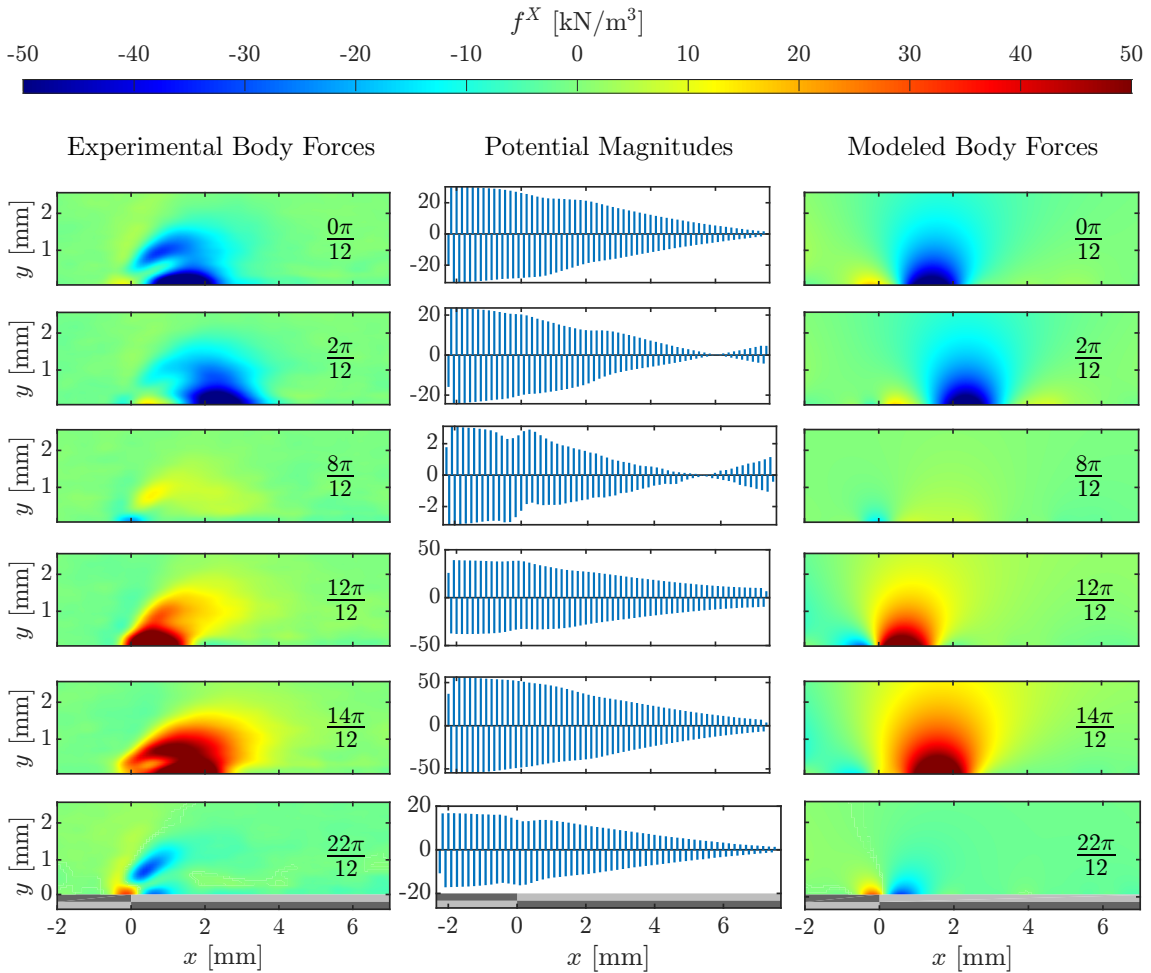 f^X [kN/m^3]
-50 -40 -30 -20 -10 0 10 20 30 40 50
Experimental Body Forces Potential Magnitudes Modeled Body Forces
y [mm] 2 1 0π/12 20 0 -20 0π/12
y [mm] 2 1 2π/12 20 0 -20 2π/12
y [mm] 2 1 8π/12 2 0 -2 8π/12
y [mm] 2 1 12π/12 50 0 -50 12π/12
y [mm] 2 1 14π/12 50 0 -50 14π/12
y [mm] 2 1 0 22π/12 20 0 -20 22π/12
-2 0 2 4 6 -2 0 2 4 6 -2 0 2 4 6
x [mm] x [mm] x [mm]